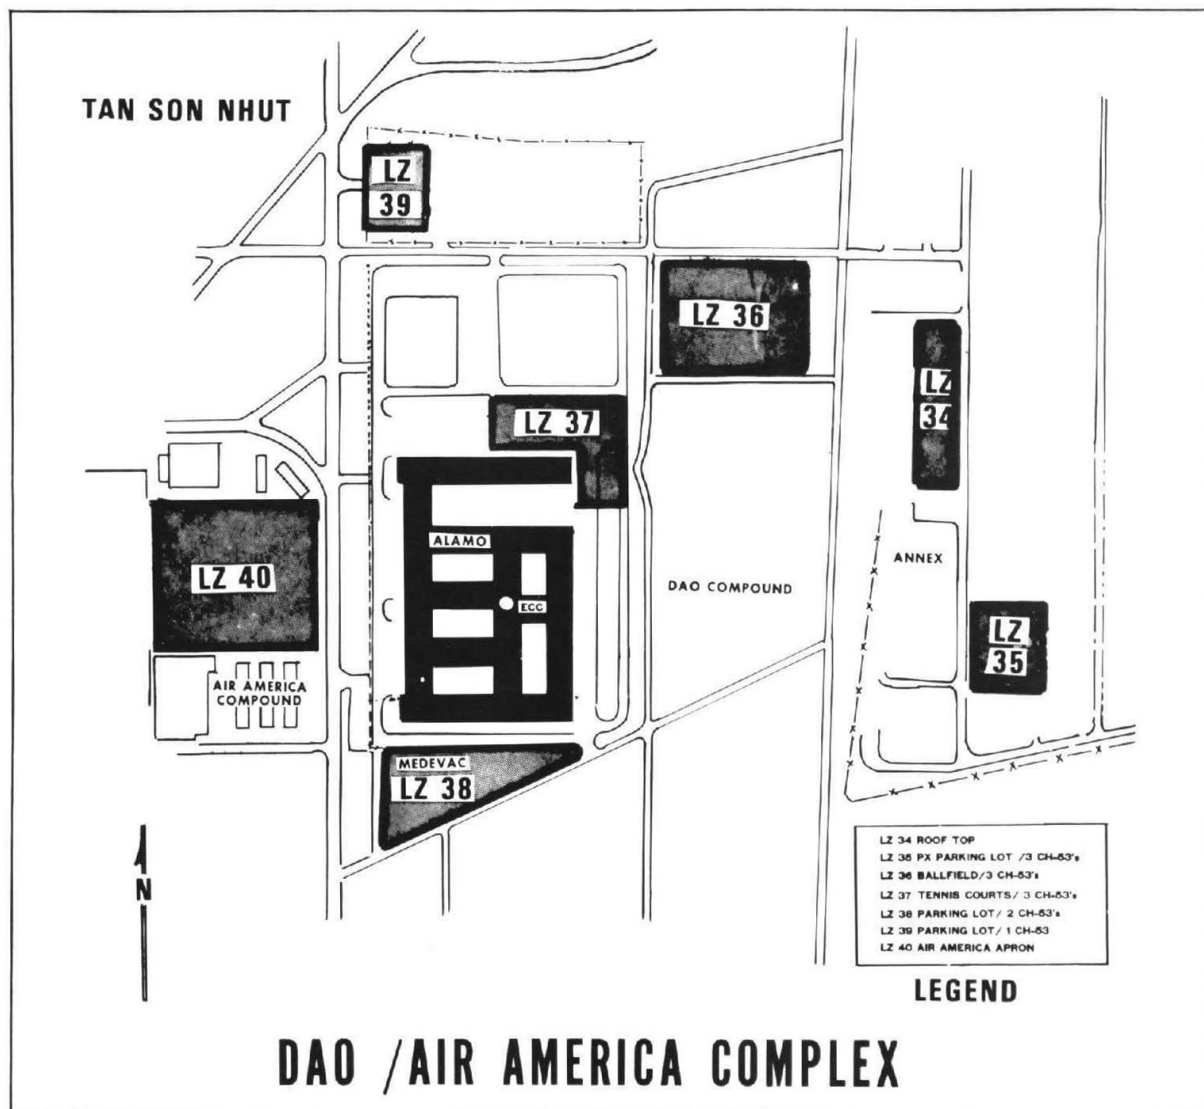 TAN SON NHUT
LZ
39
LZ 36
LZ
34
LZ 37
ALAMO
ECC
LZ 40
DAO COMPOUND
ANNEX
LZ
35
AIR AMERICA
COMPOUND
MEDEVAC
LZ 38
N
LZ 34 ROOF TOP
LZ 35 PX PARKING LOT /3 CH-53's
LZ 36 BALLFIELD/3 CH-53's
LZ 37 TENNIS COURTS/ 3 CH-53's
LZ 38 PARKING LOT/ 2 CH-53's
LZ 39 PARKING LOT/ 1 CH-53
LZ 40 AIR AMERICA APRON
LEGEND
DAO /AIR AMERICA COMPLEX